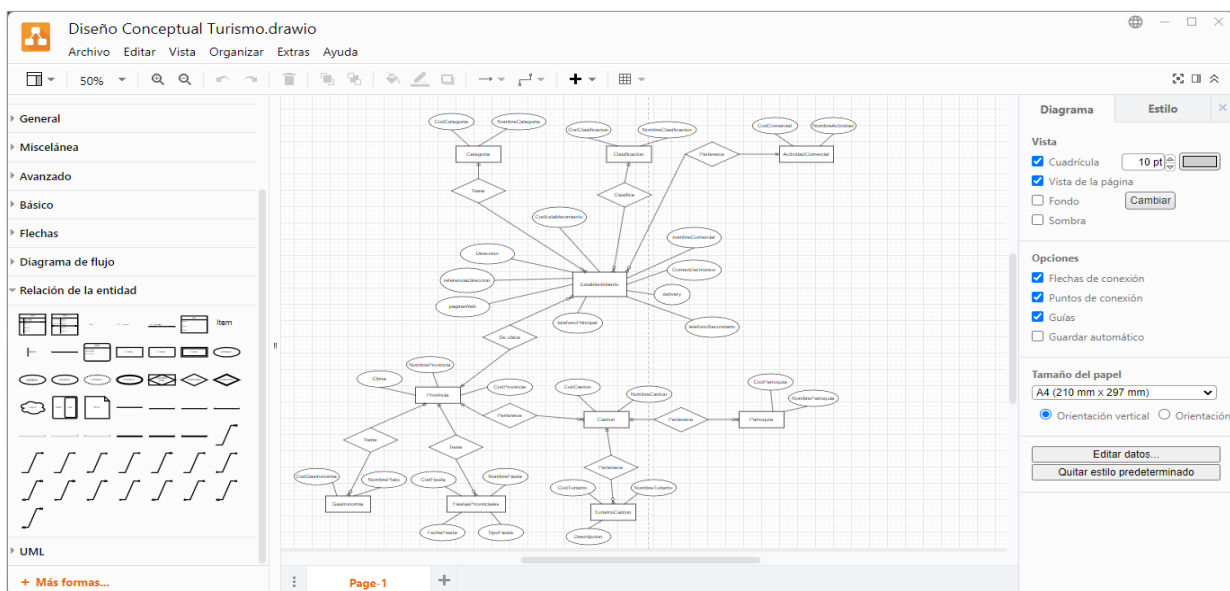 Diseño Conceptual Turismo.drawio
Archivo Editar Vista Organizar Extras Ayuda
50%
General
Miscelánea
Avanzado
Básico
Flechas
Diagrama de flujo
Relación de la entidad
Item
UML
+ Más formas...
CodCategoria
NombreCategoria
Categoria
Tiene
CodClasificacion
NombreClasificacion
Clasificacion
Clasifica
CodComercial
NombreActividad
Pertenece
ActividadComercial
CodEstablecimiento
Direccion
referenciaDireccion
paginaWeb
telefonoPrincipal
Establecimiento
nombreComercial
CorreoElectronico
delivery
telefonoSecundario
Se ubica
NombreProvincia
Clima
CodProvincia
Provincia
Pertenece
CodCanton
NombreCanton
Canton
Pertenece
CodParroquia
NombreParroquia
Parroquia
Tiene
Tiene
Pertenece
CodGastronomia
NombrePlato
Gastronomia
CodFiesta
NombreFiesta
FiestasProvinciales
FechaFiesta
TipoFiesta
CodTurismo
NombreTurismo
TurismoCanton
Descripcion
Page-1
Diagrama Estilo
Vista
Cuadrícula 10 pt
Vista de la página
Fondo Cambiar
Sombra
Opciones
Flechas de conexión
Puntos de conexión
Guías
Guardar automático
Tamaño del papel
A4 (210 mm x 297 mm)
Orientación vertical Orientación
Editar datos...
Quitar estilo predeterminado